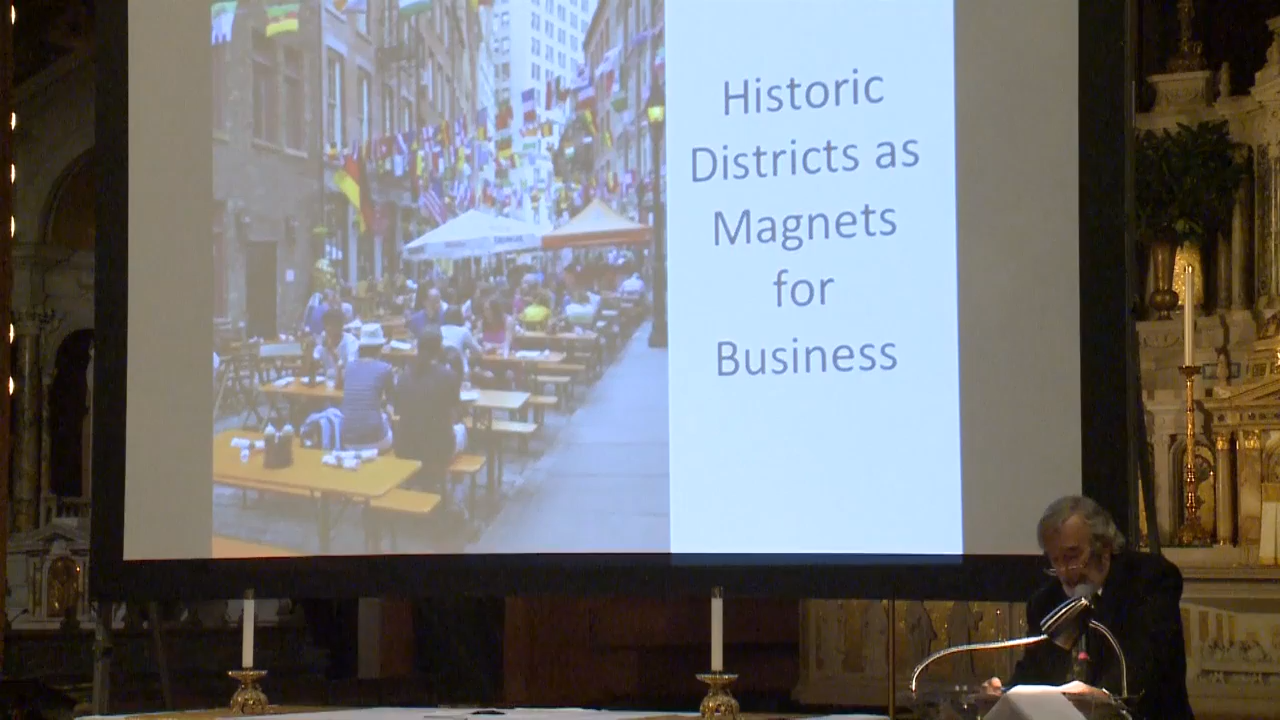 Historic
Districts as
Magnets
for
Business